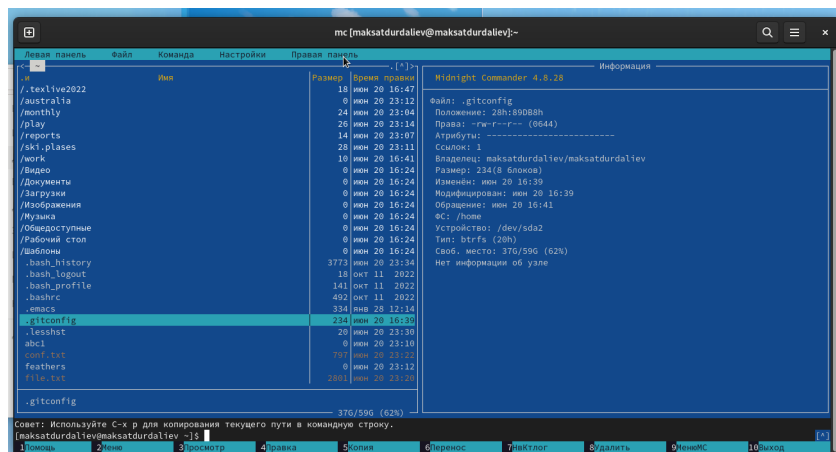 mc [maksatdurdaliev@maksatdurdaliev]:~
Левая панель Файл Команда Настройки Правая панель
<— ~ .[^]>
.и Имя Размер Время правки
/.texlive2022 18 июн 20 16:47
/australia 0 июн 20 23:12
/monthly 24 июн 20 23:04
/play 26 июн 20 23:14
/reports 14 июн 20 23:07
/ski.plases 28 июн 20 23:11
/work 10 июн 20 16:41
/Видео 0 июн 20 16:24
/Документы 0 июн 20 16:24
/Загрузки 0 июн 20 16:24
/Изображения 0 июн 20 16:24
/Музыка 0 июн 20 16:24
/Общедоступные 0 июн 20 16:24
/Рабочий стол 0 июн 20 16:24
/Шаблоны 0 июн 20 16:24
.bash_history 3773 июн 20 23:34
.bash_logout 18 окт 11 2022
.bash_profile 141 окт 11 2022
.bashrc 492 окт 11 2022
.emacs 334 янв 28 12:14
.gitconfig 234 июн 20 16:39
.lesshst 20 июн 20 23:30
abc1 0 июн 20 23:10
conf.txt 797 июн 20 23:22
feathers 0 июн 20 23:12
file.txt 2801 июн 20 23:20
.gitconfig
37G/59G (62%)
Информация
Midnight Commander 4.8.28
Файл: .gitconfig
Положение: 28h:89DB8h
Права: -rw-r--r-- (0644)
Атрибуты: ------------------------
Ссылок: 1
Владелец: maksatdurdaliev/maksatdurdaliev
Размер: 234(8 блоков)
Изменён: июн 20 16:39
Модифицирован: июн 20 16:39
Обращение: июн 20 16:41
ФС: /home
Устройство: /dev/sda2
Тип: btrfs (20h)
Своб. место: 37G/59G (62%)
Нет информации об узле
Совет: Используйте C-x p для копирования текущего пути в командную строку.
[maksatdurdaliev@maksatdurdaliev ~]$ [^]
1Помощь 2Меню 3Просмотр 4Правка 5Копия 6Перенос 7НвКтлог 8Удалить 9МенюMC 10Выход